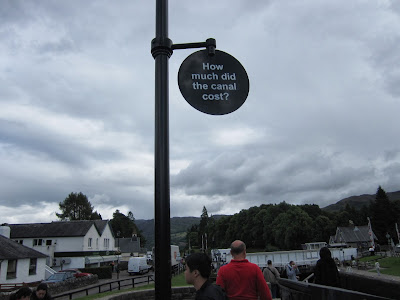 How
much did
the canal
cost?